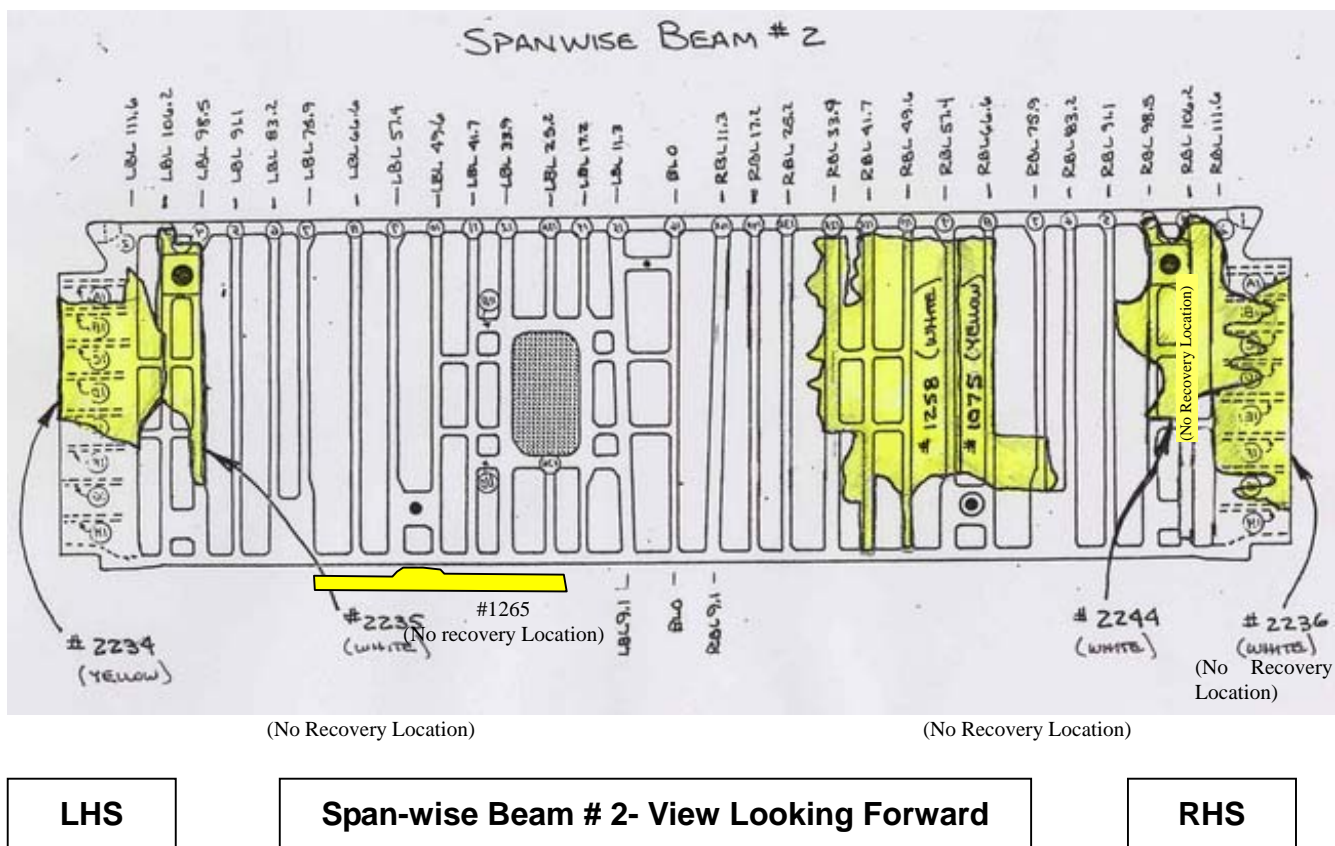 SPANWISE BEAM # 2
LBL 111.6
LBL 106.2
LBL 98.5
LBL 91.1
LBL 83.2
LBL 75.9
LBL 66.6
LBL 57.4
LBL 49.6
LBL 41.7
LBL 33.9
LBL 25.2
LBL 17.2
LBL 11.3
BL0
RBL 11.3
RBL 17.2
RBL 25.2
RBL 33.9
RBL 41.7
RBL 49.6
RBL 57.4
RBL 66.6
RBL 75.9
RBL 83.2
RBL 91.1
RBL 98.5
RBL 106.2
RBL 111.6
# 1258 (WHITE)
# 1075 (YELLOW)
(No Recovery Location)
# 2234
(YELLOW)
# 2235
(WHITE)
#1265
(No recovery Location)
LBL 9.1
BL0
RBL 9.1
# 2244
(WHITE)
# 2236
(WHITE)
(No Recovery
Location)
(No Recovery Location)
(No Recovery Location)
LHS
Span-wise Beam # 2- View Looking Forward
RHS